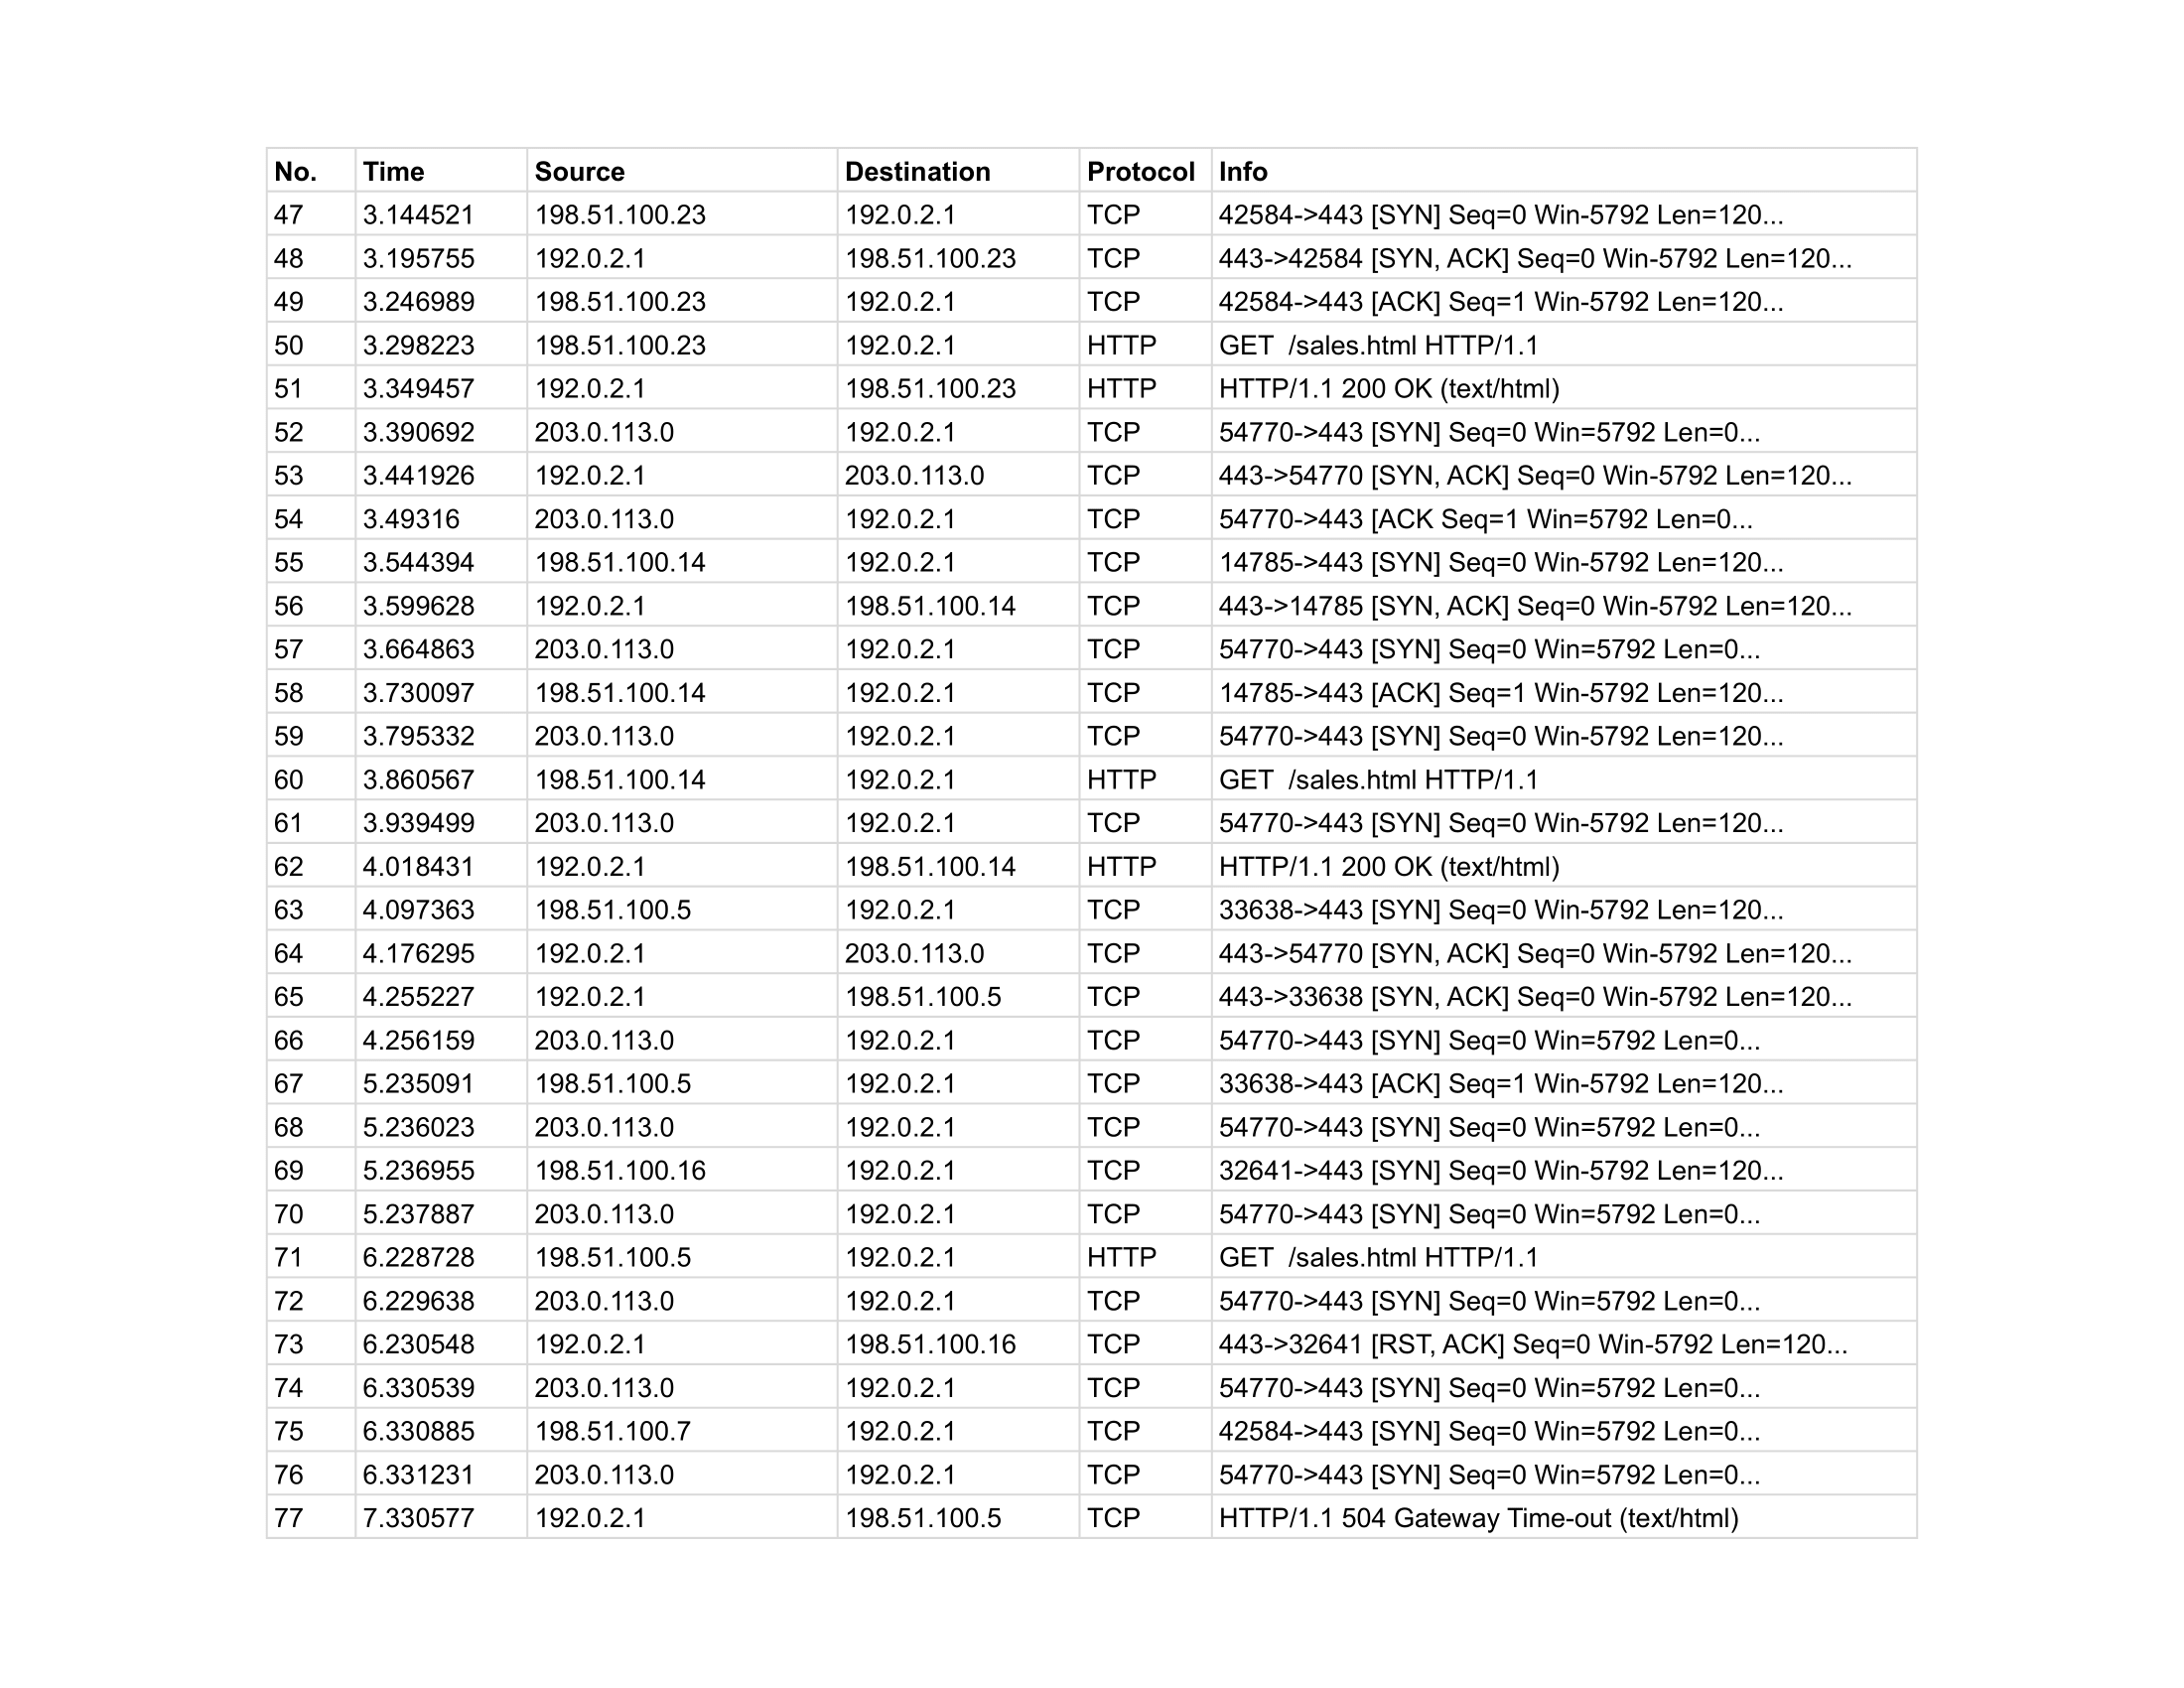 No. Time Source Destination Protocol Info
47 3.144521 198.51.100.23 192.0.2.1 TCP 42584->443 [SYN] Seq=0 Win-5792 Len=120...
48 3.195755 192.0.2.1 198.51.100.23 TCP 443->42584 [SYN, ACK] Seq=0 Win-5792 Len=120...
49 3.246989 198.51.100.23 192.0.2.1 TCP 42584->443 [ACK] Seq=1 Win-5792 Len=120...
50 3.298223 198.51.100.23 192.0.2.1 HTTP GET  /sales.html HTTP/1.1
51 3.349457 192.0.2.1 198.51.100.23 HTTP HTTP/1.1 200 OK (text/html)
52 3.390692 203.0.113.0 192.0.2.1 TCP 54770->443 [SYN] Seq=0 Win=5792 Len=0...
53 3.441926 192.0.2.1 203.0.113.0 TCP 443->54770 [SYN, ACK] Seq=0 Win-5792 Len=120...
54 3.49316 203.0.113.0 192.0.2.1 TCP 54770->443 [ACK Seq=1 Win=5792 Len=0...
55 3.544394 198.51.100.14 192.0.2.1 TCP 14785->443 [SYN] Seq=0 Win-5792 Len=120...
56 3.599628 192.0.2.1 198.51.100.14 TCP 443->14785 [SYN, ACK] Seq=0 Win-5792 Len=120...
57 3.664863 203.0.113.0 192.0.2.1 TCP 54770->443 [SYN] Seq=0 Win=5792 Len=0...
58 3.730097 198.51.100.14 192.0.2.1 TCP 14785->443 [ACK] Seq=1 Win-5792 Len=120...
59 3.795332 203.0.113.0 192.0.2.1 TCP 54770->443 [SYN] Seq=0 Win-5792 Len=120...
60 3.860567 198.51.100.14 192.0.2.1 HTTP GET  /sales.html HTTP/1.1
61 3.939499 203.0.113.0 192.0.2.1 TCP 54770->443 [SYN] Seq=0 Win-5792 Len=120...
62 4.018431 192.0.2.1 198.51.100.14 HTTP HTTP/1.1 200 OK (text/html)
63 4.097363 198.51.100.5 192.0.2.1 TCP 33638->443 [SYN] Seq=0 Win-5792 Len=120...
64 4.176295 192.0.2.1 203.0.113.0 TCP 443->54770 [SYN, ACK] Seq=0 Win-5792 Len=120...
65 4.255227 192.0.2.1 198.51.100.5 TCP 443->33638 [SYN, ACK] Seq=0 Win-5792 Len=120...
66 4.256159 203.0.113.0 192.0.2.1 TCP 54770->443 [SYN] Seq=0 Win=5792 Len=0...
67 5.235091 198.51.100.5 192.0.2.1 TCP 33638->443 [ACK] Seq=1 Win-5792 Len=120...
68 5.236023 203.0.113.0 192.0.2.1 TCP 54770->443 [SYN] Seq=0 Win=5792 Len=0...
69 5.236955 198.51.100.16 192.0.2.1 TCP 32641->443 [SYN] Seq=0 Win-5792 Len=120...
70 5.237887 203.0.113.0 192.0.2.1 TCP 54770->443 [SYN] Seq=0 Win=5792 Len=0...
71 6.228728 198.51.100.5 192.0.2.1 HTTP GET  /sales.html HTTP/1.1
72 6.229638 203.0.113.0 192.0.2.1 TCP 54770->443 [SYN] Seq=0 Win=5792 Len=0...
73 6.230548 192.0.2.1 198.51.100.16 TCP 443->32641 [RST, ACK] Seq=0 Win-5792 Len=120...
74 6.330539 203.0.113.0 192.0.2.1 TCP 54770->443 [SYN] Seq=0 Win=5792 Len=0...
75 6.330885 198.51.100.7 192.0.2.1 TCP 42584->443 [SYN] Seq=0 Win=5792 Len=0...
76 6.331231 203.0.113.0 192.0.2.1 TCP 54770->443 [SYN] Seq=0 Win=5792 Len=0...
77 7.330577 192.0.2.1 198.51.100.5 TCP HTTP/1.1 504 Gateway Time-out (text/html)